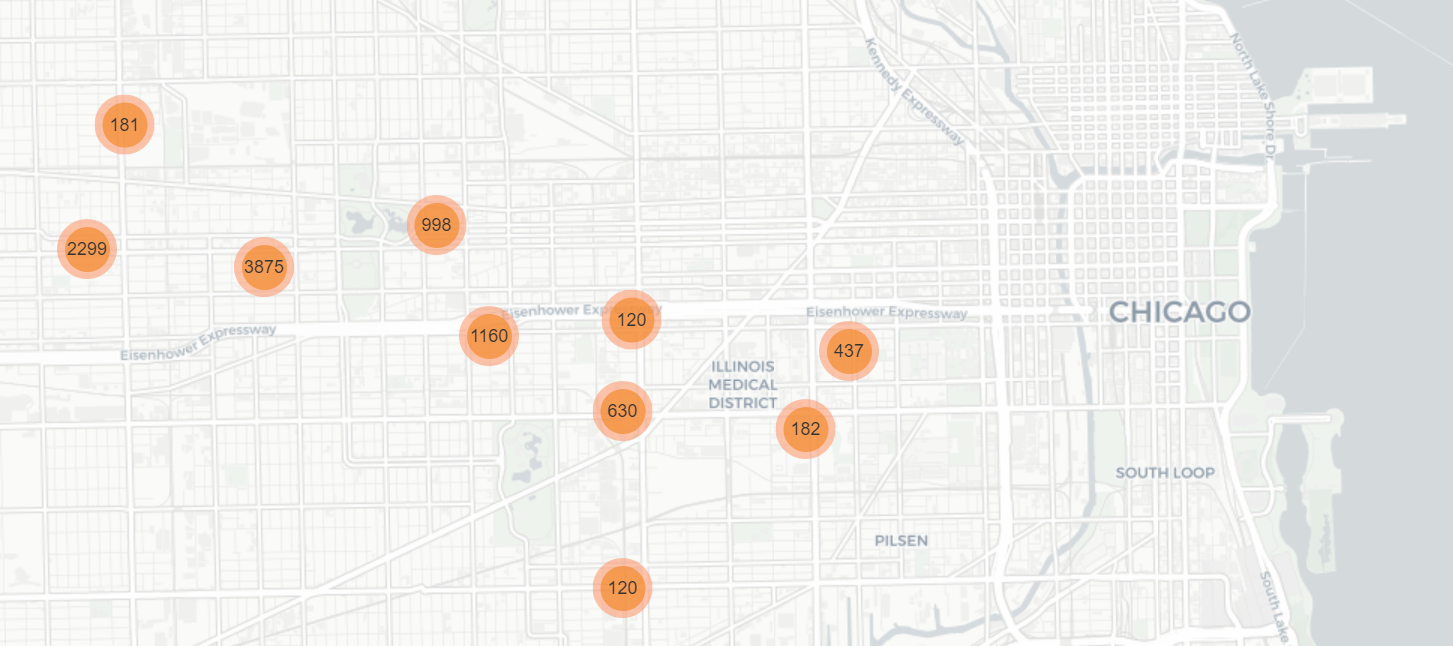 Kennedy Expressway
North Lake Shore Dr
181
998
2299
3875
Eisenhower Expressway
CHICAGO
Eisenhower Expressway
120
1160
Eisenhower Expressway
437
ILLINOIS
MEDICAL
DISTRICT
630
182
SOUTH LOOP
PILSEN
120
South Lake